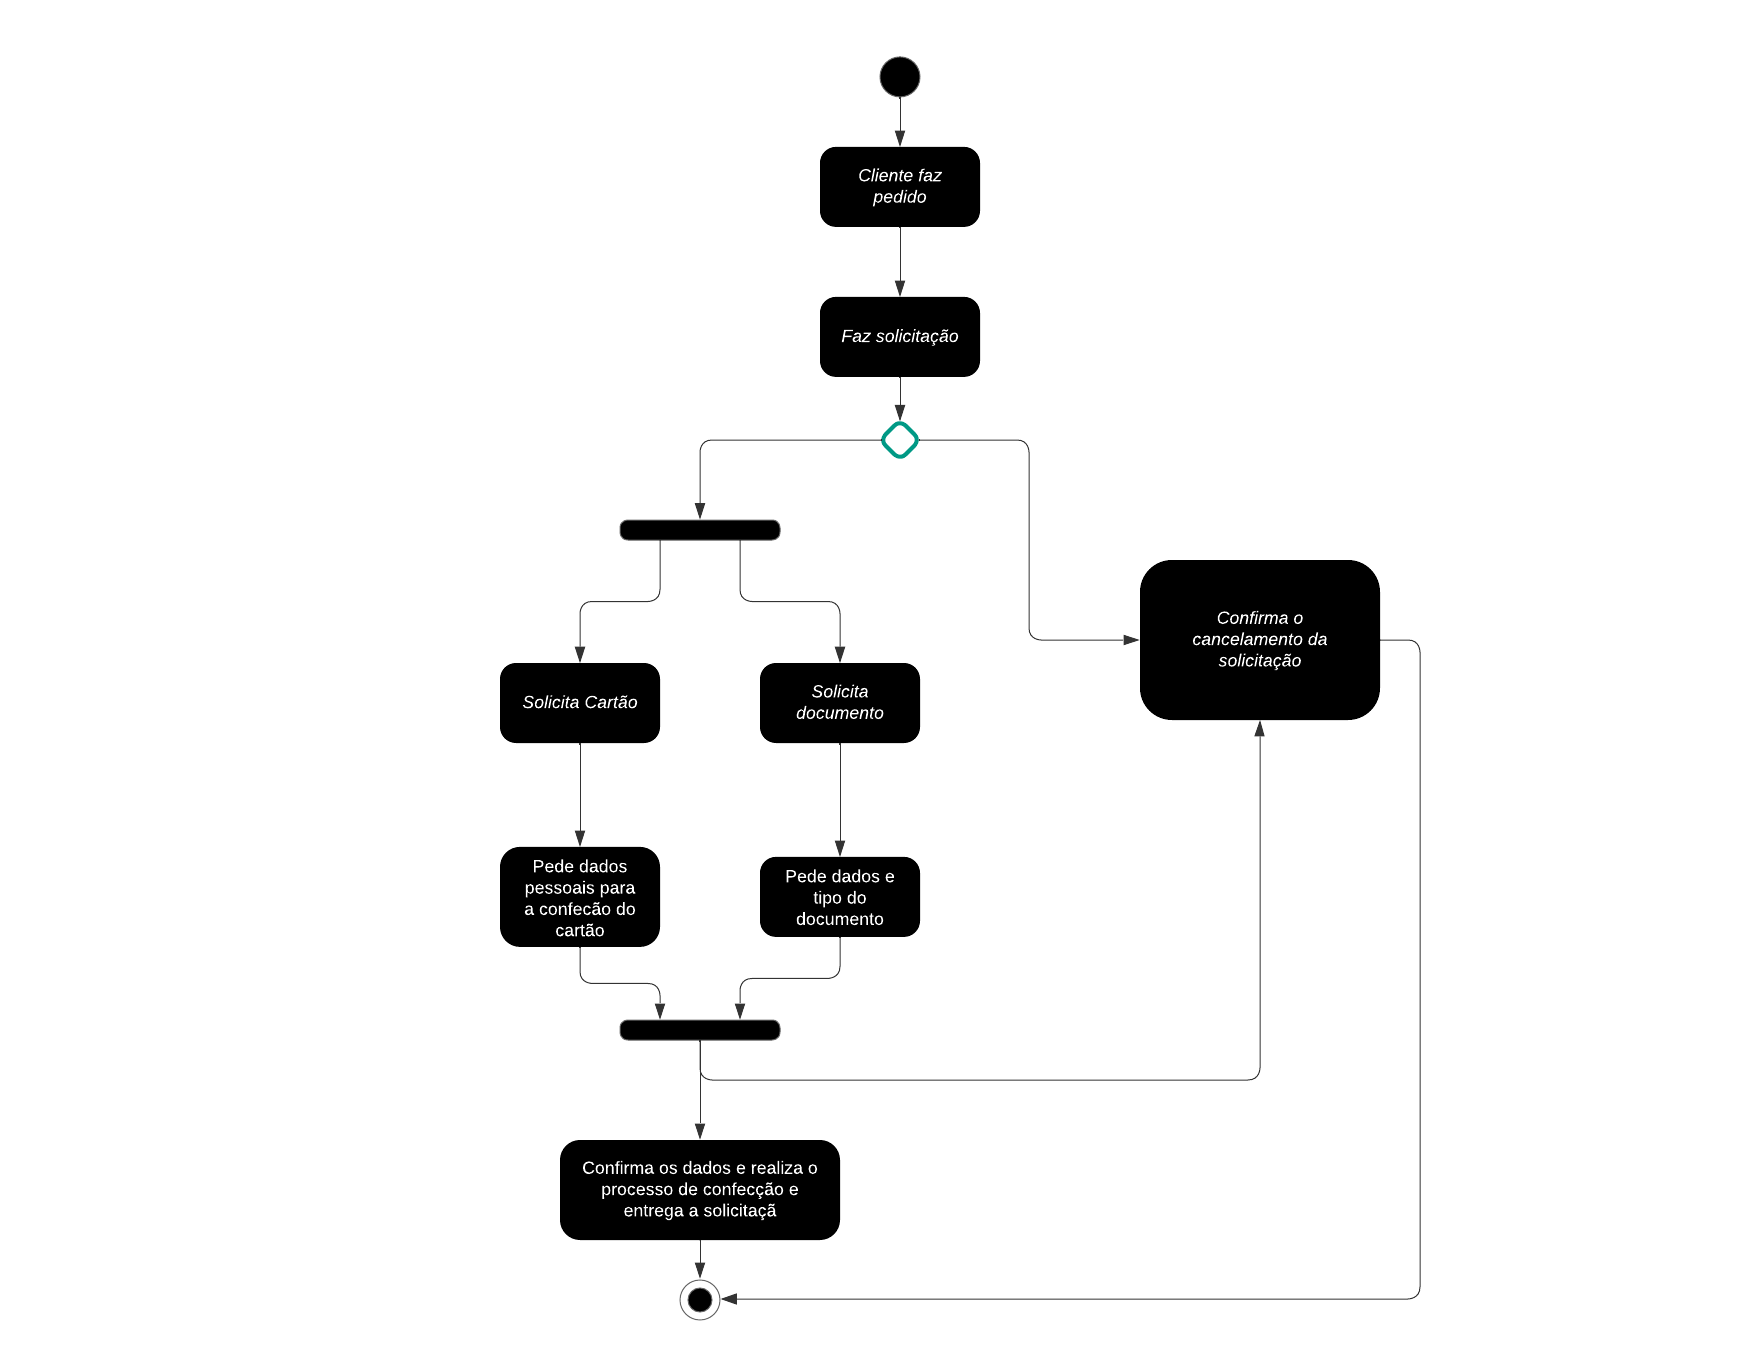 Cliente faz
pedido
Faz solicitação
Confirma o
cancelamento da
solicitação
Solicita Cartão
Solicita
documento
Pede dados
pessoais para
a confecão do
cartão
Pede dados e
tipo do
documento
Confirma os dados e realiza o
processo de confecção e
entrega a solicitaçã